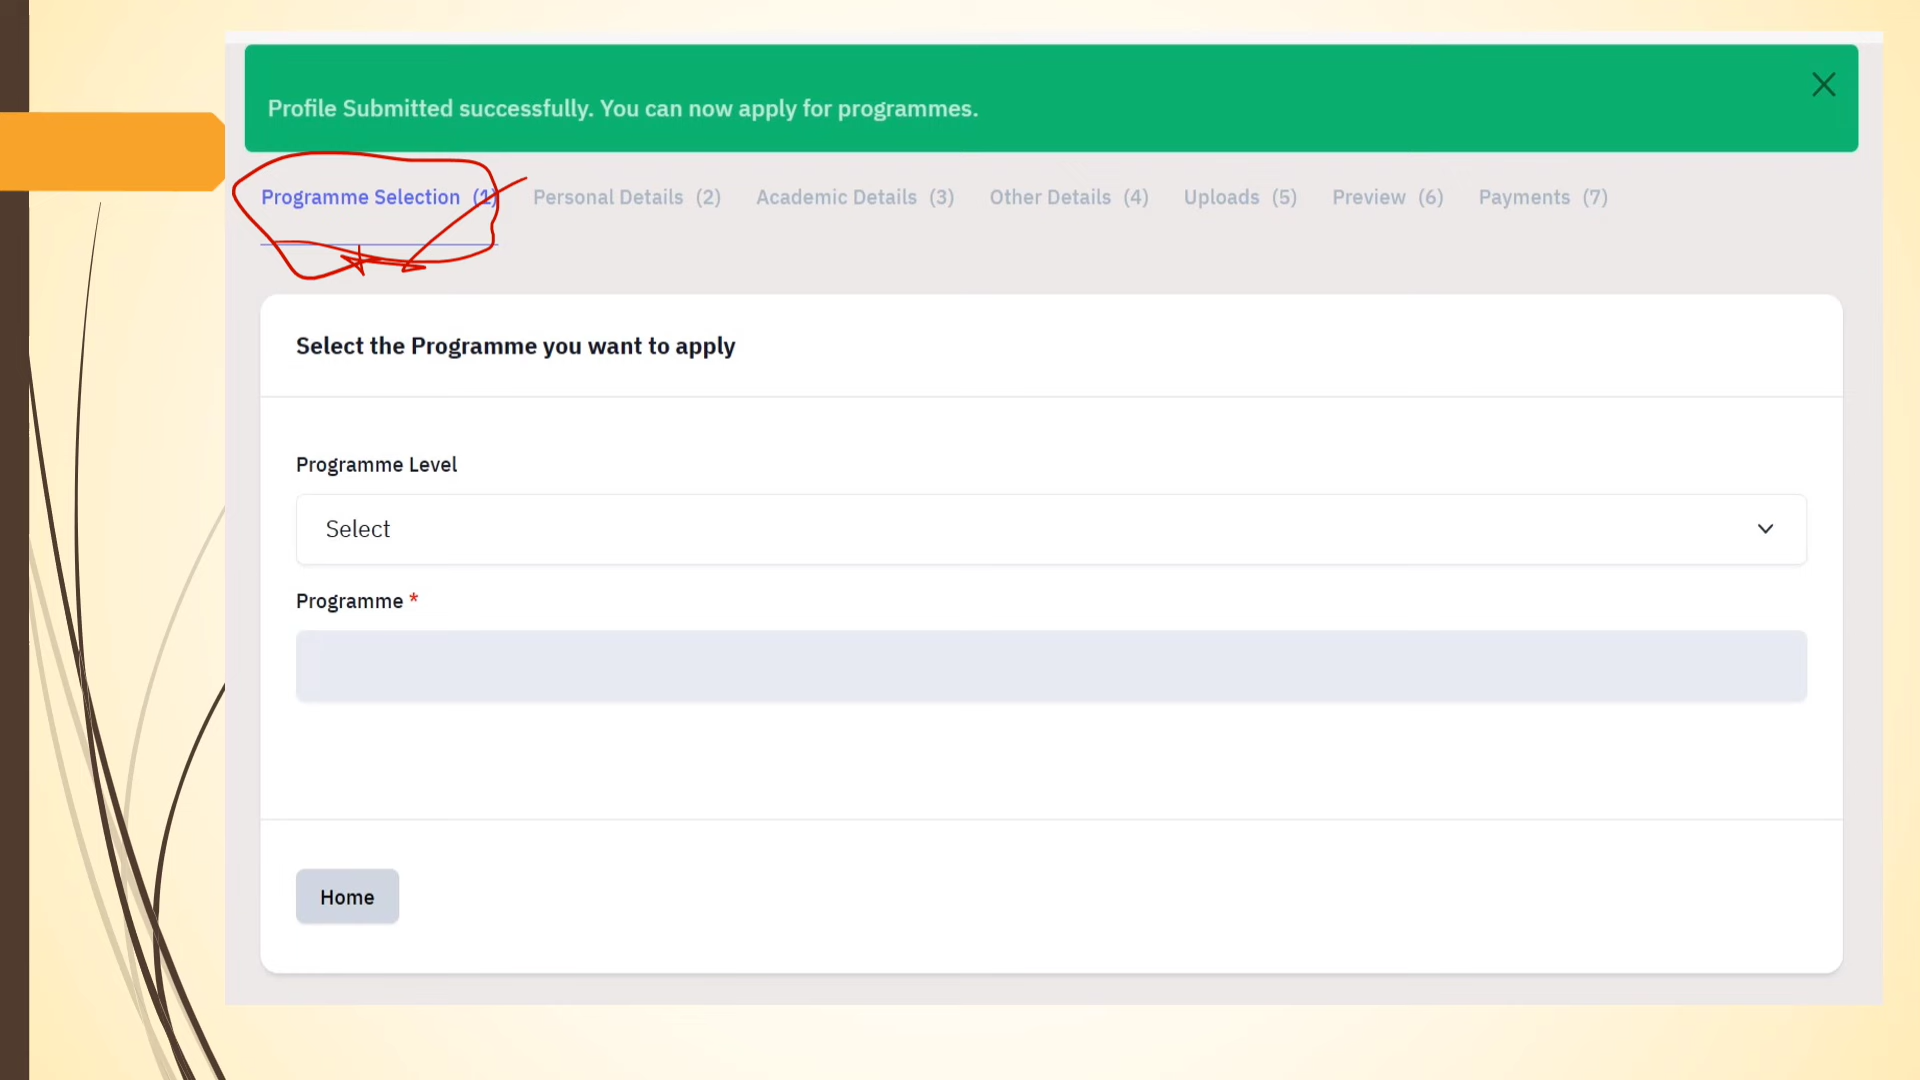 Profile Submitted successfully. You can now apply for programmes.
Programme Selection (1) Personal Details (2) Academic Details (3) Other Details (4) Uploads (5) Preview (6) Payments (7)
Select the Programme you want to apply
Programme Level
Select
Programme *
Home